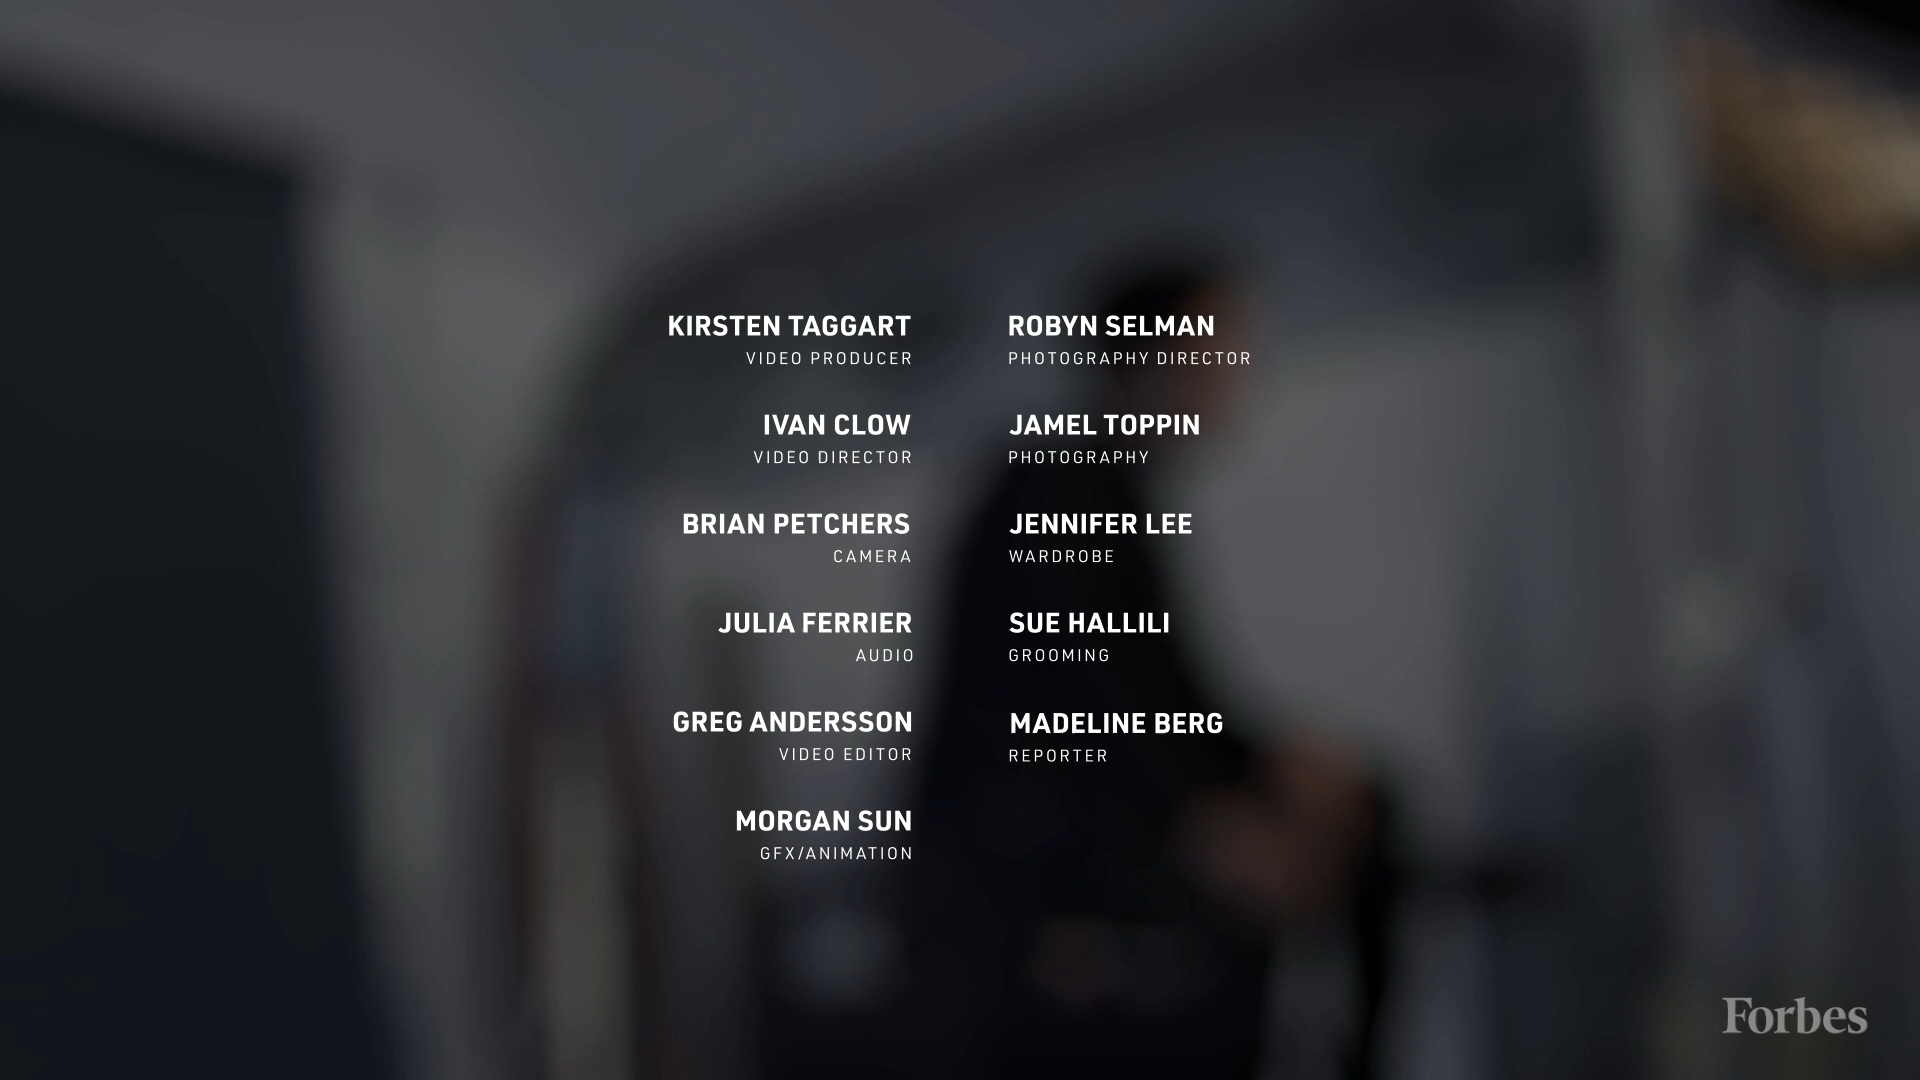 KIRSTEN TAGGART
VIDEO PRODUCER
IVAN CLOW
VIDEO DIRECTOR
BRIAN PETCHERS
CAMERA
JULIA FERRIER
AUDIO
GREG ANDERSSON
VIDEO EDITOR
MORGAN SUN
GFX/ANIMATION
ROBYN SELMAN
PHOTOGRAPHY DIRECTOR
JAMEL TOPPIN
PHOTOGRAPHY
JENNIFER LEE
WARDROBE
SUE HALLILI
GROOMING
MADELINE BERG
REPORTER
Forbes